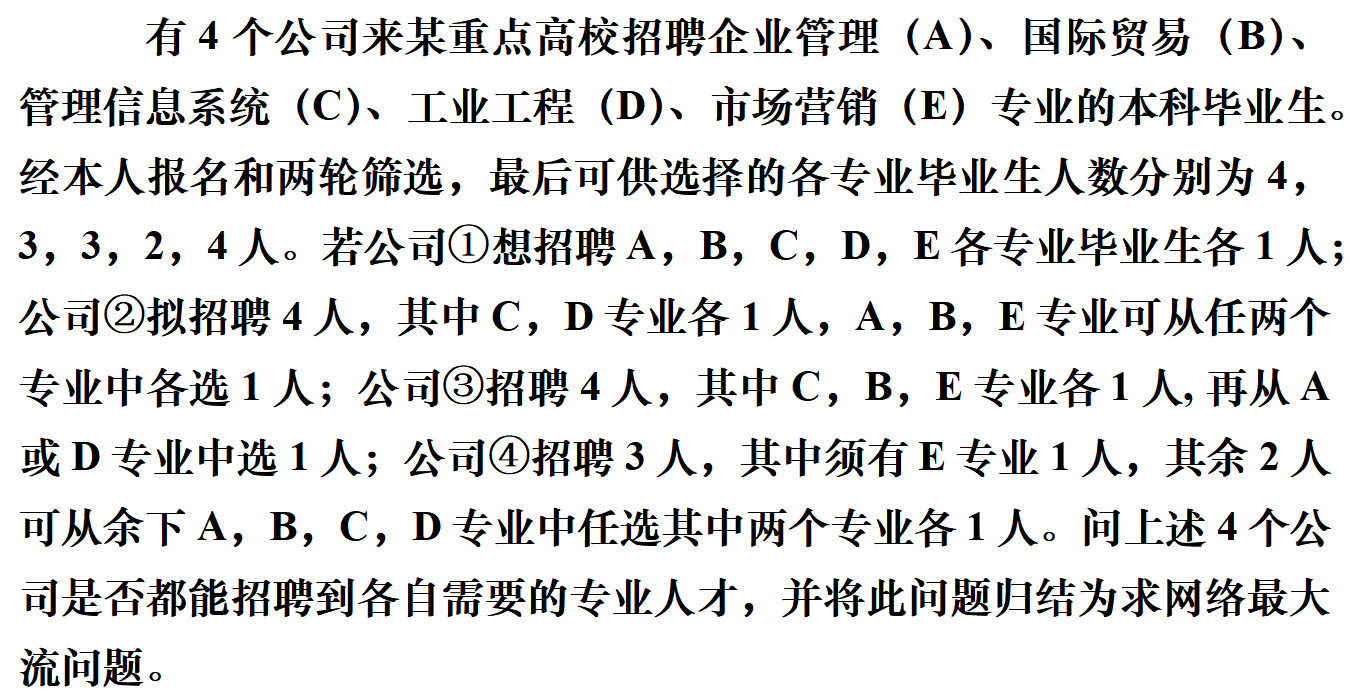 有 4 个公司来某重点高校招聘企业管理（A）、国际贸易（B）、
管理信息系统（C）、工业工程（D）、市场营销（E）专业的本科毕业生。
经本人报名和两轮筛选，最后可供选择的各专业毕业生人数分别为 4，
3，3，2，4 人。若公司①想招聘 A，B，C，D，E 各专业毕业生各 1 人；
公司②拟招聘 4 人，其中 C，D 专业各 1 人，A，B，E 专业可从任两个
专业中各选 1 人；公司③招聘 4 人，其中 C，B，E 专业各 1 人, 再从 A
或 D 专业中选 1 人；公司④招聘 3 人，其中须有 E 专业 1 人，其余 2 人
可从余下 A，B，C，D 专业中任选其中两个专业各 1 人。问上述 4 个公
司是否都能招聘到各自需要的专业人才，并将此问题归结为求网络最大
流问题。